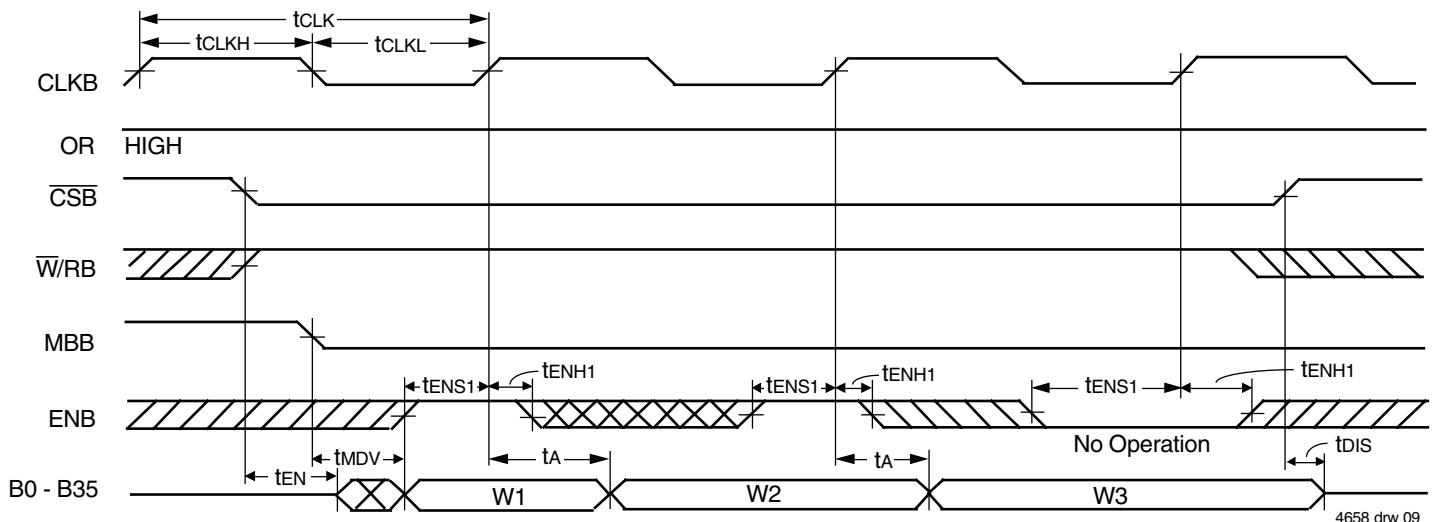 tCLK
tCLKH tCLKL
CLKB
OR HIGH
CSB
W/RB
MBB
tENS1 tENH1 tENS1 tENH1 tENS1 tENH1
ENB
No Operation
tEN tMDV tA tA tDIS
B0 - B35 W1 W2 W3
4658 drw 09